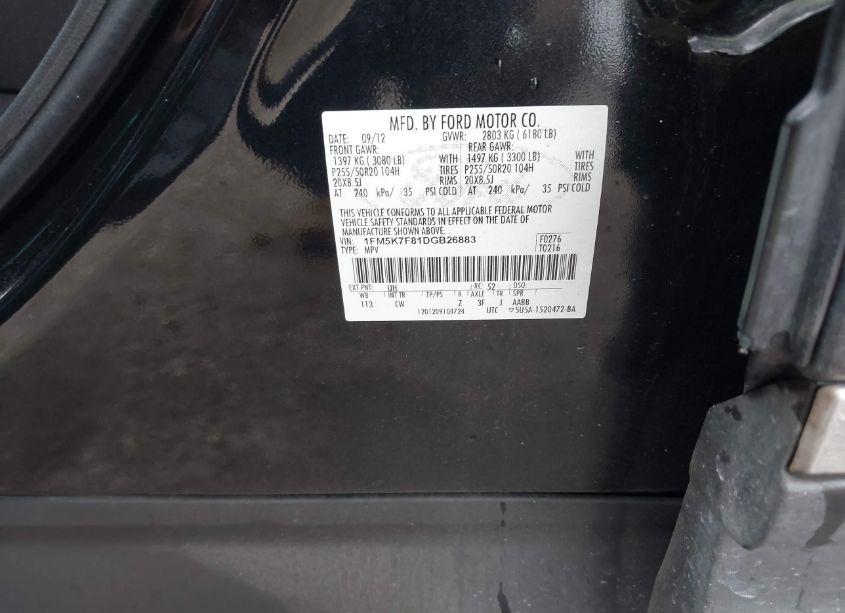 MFD. BY FORD MOTOR CO.
DATE: 09/12 GVWR: 2803 KG ( 6180 LB)
FRONT GAWR: REAR GAWR:
1397 KG ( 3080 LB) WITH 1497 KG ( 3300 LB) WITH
P255/50R20 104H TIRES P255/50R20 104H TIRES
20X8.5J RIMS 20X8.5J RIMS
AT 240 kPa/ 35 PSI COLD AT 240 kPa/ 35 PSI COLD
THIS VEHICLE CONFORMS TO ALL APPLICABLE FEDERAL MOTOR
VEHICLE SAFETY STANDARDS IN EFFECT ON THE DATE OF
MANUFACTURE SHOWN ABOVE.
VIN: 1FM5K7F81DGB26883 F0276
TYPE: MPV T0216
EXT PNT: UH RC: 52 DSO:
WB INT TR TP/PS R AXLE TR SPR
113 CW Z 3F J AABB
1201209104724 UTC ▽5U5A-1520472-BA